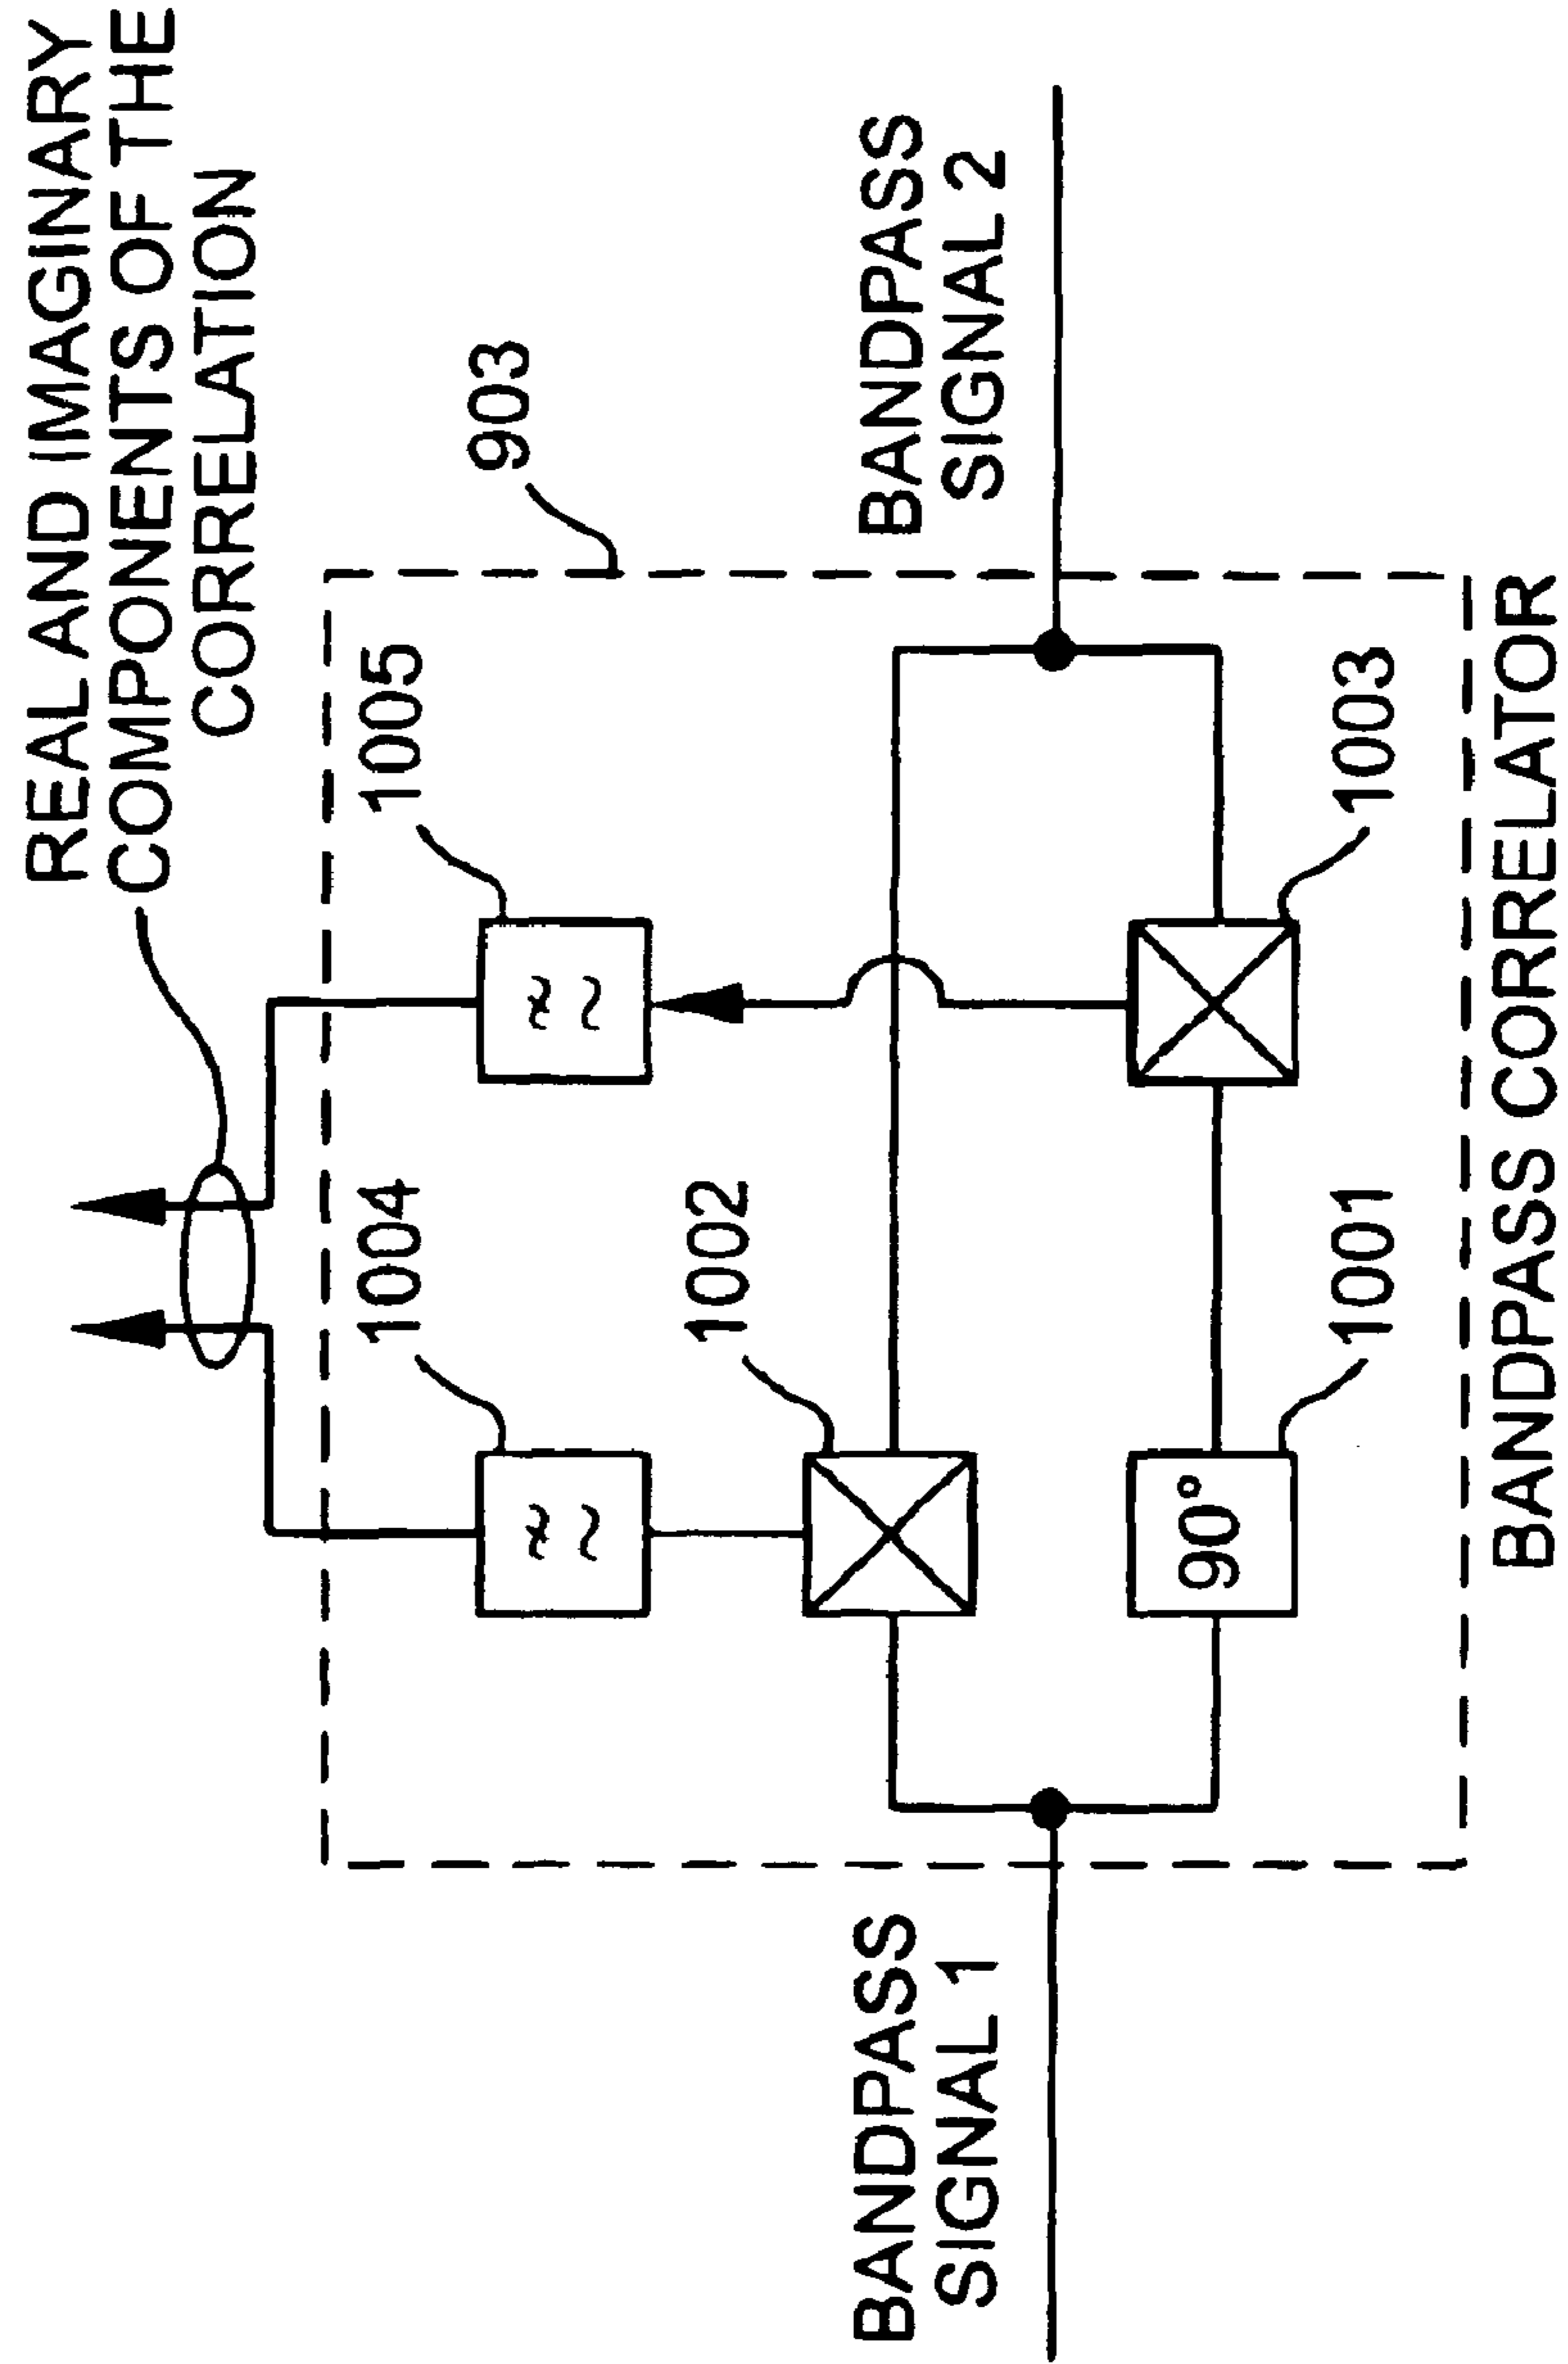 REAL AND IMAGINARY
COMPONENTS OF THE
CORRELATION
903
1004
1005
1002
BANDPASS
SIGNAL 1
BANDPASS
SIGNAL 2
90°
1001
1003
BANDPASS CORRELATOR